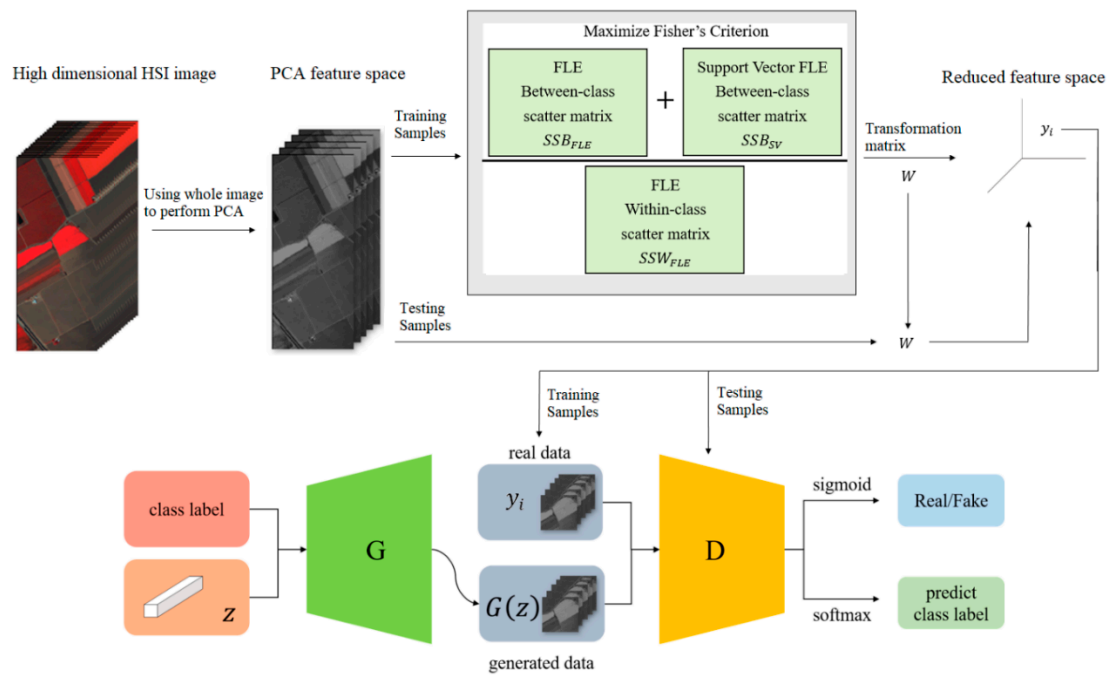 Maximize Fisher's Criterion
High dimensional HSI image
PCA feature space
Reduced feature space
FLE
Between-class
scatter matrix
SSB_FLE
+
Support Vector FLE
Between-class
scatter matrix
SSB_SV
Training
Samples
Transformation
matrix
W
y_i
Using whole image
to perform PCA
FLE
Within-class
scatter matrix
SSW_FLE
Testing
Samples
W
Training
Samples
Testing
Samples
real data
class label
y_i
sigmoid
Real/Fake
G
D
z
G(z)
softmax
predict
class label
generated data